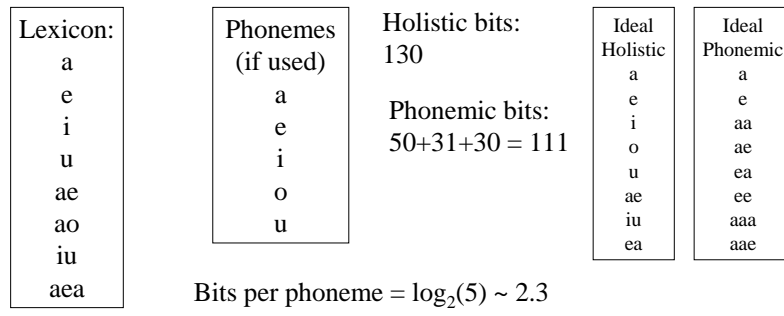 Lexicon:
a
e
i
u
ae
ao
iu
aea
Phonemes
(if used)
a
e
i
o
u
Holistic bits:
130
Phonemic bits:
50+31+30 = 111
Ideal
Holistic
a
e
i
o
u
ae
iu
ea
Ideal
Phonemic
a
e
aa
ae
ea
ee
aaa
aae
Bits per phoneme = log₂(5) ~ 2.3